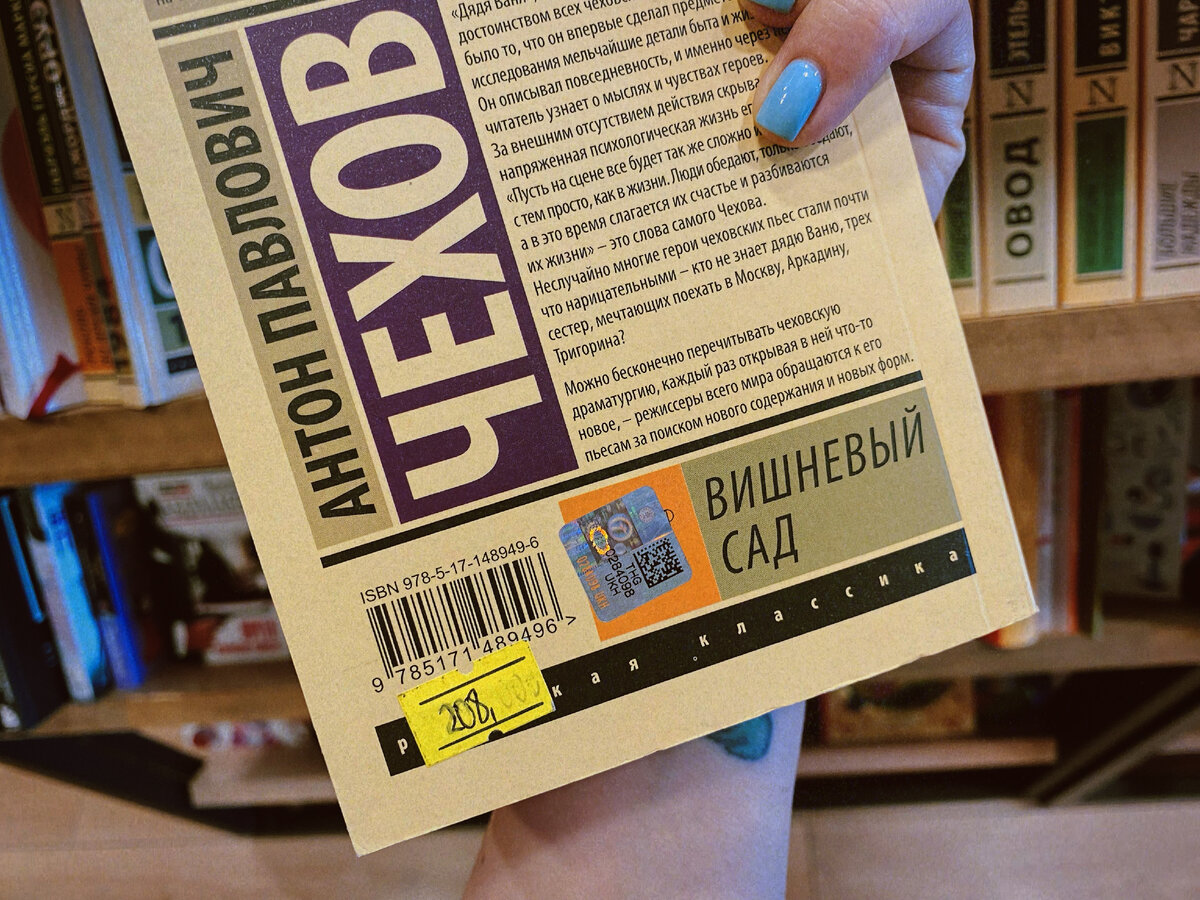 «Дядя Ваня»,
достоинством всех
было то, что он впервые сделал
исследования мельчайшие детали быта и
Он описывал повседневность, и именно через
читатель узнает о мыслях и чувствах героев.
За внешним отсутствием действия
напряженная психологическая жизнь
«Пусть на сцене все будет так же сложно и
с тем просто, как в жизни. Люди обедают, только обедают,
а в это время слагается их счастье и разбиваются
их жизни» – это слова самого Чехова.
Неслучайно многие герои чеховских пьес стали почти
что нарицательными – кто не знает дядю Ваню, трех
сестер, мечтающих поехать в Москву, Аркадину,
Тригорина?
Можно бесконечно перечитывать чеховскую
драматургию, каждый раз открывая в ней что-то
новое, – режиссеры всего мира обращаются к его
пьесам за поиском нового содержания и новых форм.
АНТОН ПАВЛОВИЧ
ЧЕХОВ
ВИШНЕВЫЙ
САД
ISBN 978-5-17-148949-6
9 785171 489496 >
THG
284098
UKH
208,
кая классика
ОВОД